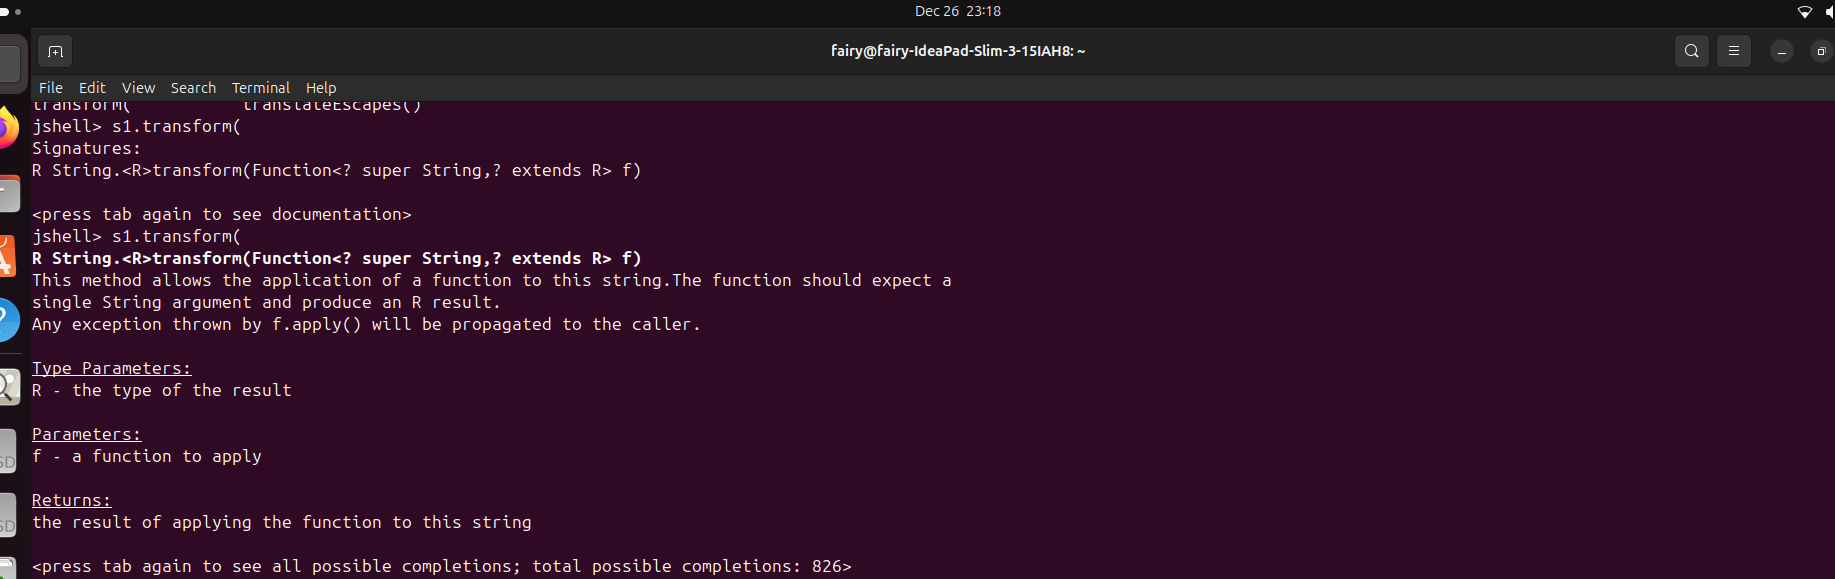 Dec 26 23:18
fairy@fairy-IdeaPad-Slim-3-15IAH8: ~
File Edit View Search Terminal Help
transform( translateEscapes()
jshell> s1.transform(
Signatures:
R String.<R>transform(Function<? super String,? extends R> f)
<press tab again to see documentation>
jshell> s1.transform(
R String.<R>transform(Function<? super String,? extends R> f)
This method allows the application of a function to this string.The function should expect a
single String argument and produce an R result.
Any exception thrown by f.apply() will be propagated to the caller.
Type Parameters:
R - the type of the result
Parameters:
f - a function to apply
Returns:
the result of applying the function to this string
<press tab again to see all possible completions; total possible completions: 826>